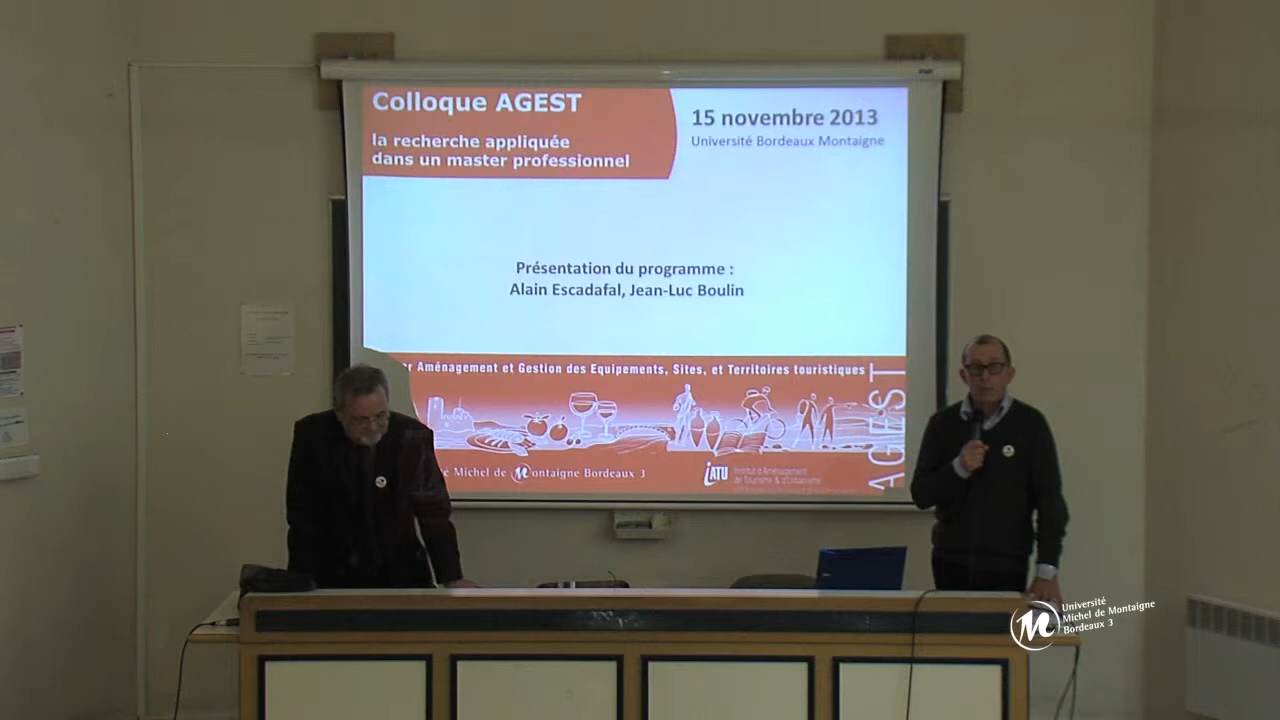 Colloque AGEST
la recherche appliquée
dans un master professionnel
15 novembre 2013
Université Bordeaux Montaigne
Présentation du programme :
Alain Escadafal, Jean-Luc Boulin
Aménagement et Gestion des Equipements, Sites, et Territoires touristiques
AGEST
Michel de Montaigne Bordeaux 3
iATU
Institut d'Aménagement
de Tourisme & d'Urbanisme
Université
Michel de Montaigne
Bordeaux 3